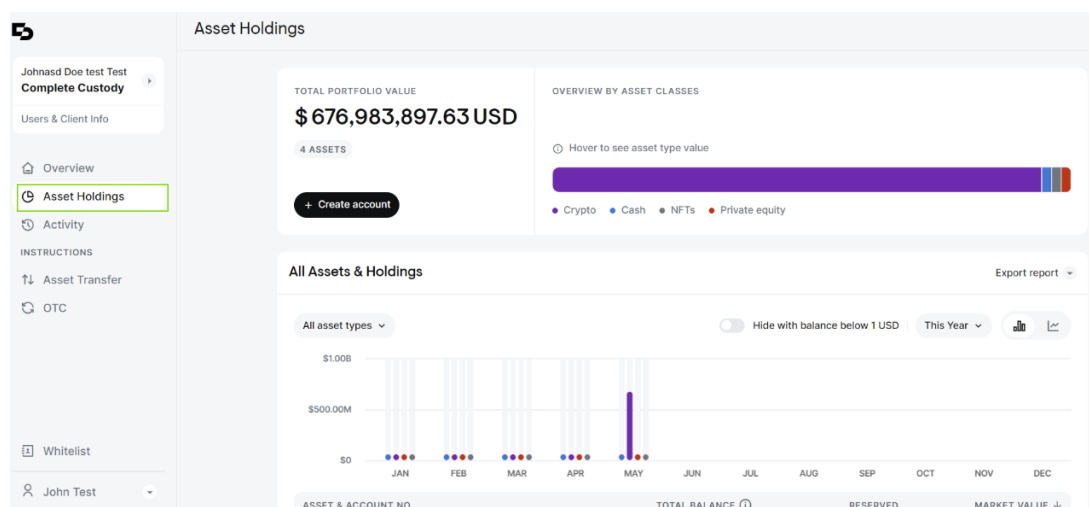 Asset Holdings
Johnasd Doe test Test
Complete Custody
Users & Client Info
Overview
Asset Holdings
Activity
INSTRUCTIONS
Asset Transfer
OTC
Whitelist
John Test
TOTAL PORTFOLIO VALUE
$ 676,983,897.63 USD
4 ASSETS
+ Create account
OVERVIEW BY ASSET CLASSES
Hover to see asset type value
Crypto Cash NFTs Private equity
All Assets & Holdings
Export report
All asset types
Hide with balance below 1 USD
This Year
$1.00B
$500.00M
$0
JAN FEB MAR APR MAY JUN JUL AUG SEP OCT NOV DEC
ASSET & ACCOUNT NO TOTAL BALANCE RESERVED MARKET VALUE